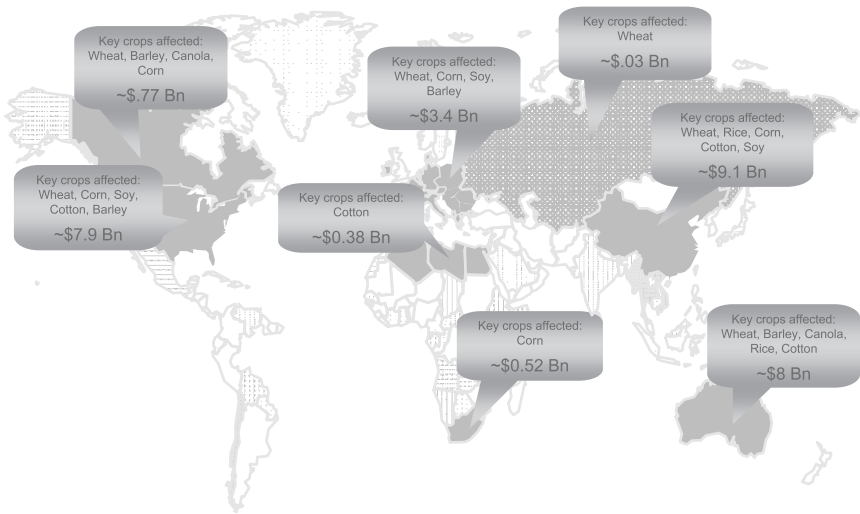 Key crops affected:
Wheat, Barley, Canola,
Corn
~$.77 Bn
Key crops affected:
Wheat, Corn, Soy,
Barley
~$3.4 Bn
Key crops affected:
Wheat
~$.03 Bn
Key crops affected:
Wheat, Rice, Corn,
Cotton, Soy
~$9.1 Bn
Key crops affected:
Wheat, Corn, Soy,
Cotton, Barley
~$7.9 Bn
Key crops affected:
Cotton
~$0.38 Bn
Key crops affected:
Corn
~$0.52 Bn
Key crops affected:
Wheat, Barley, Canola,
Rice, Cotton
~$8 Bn